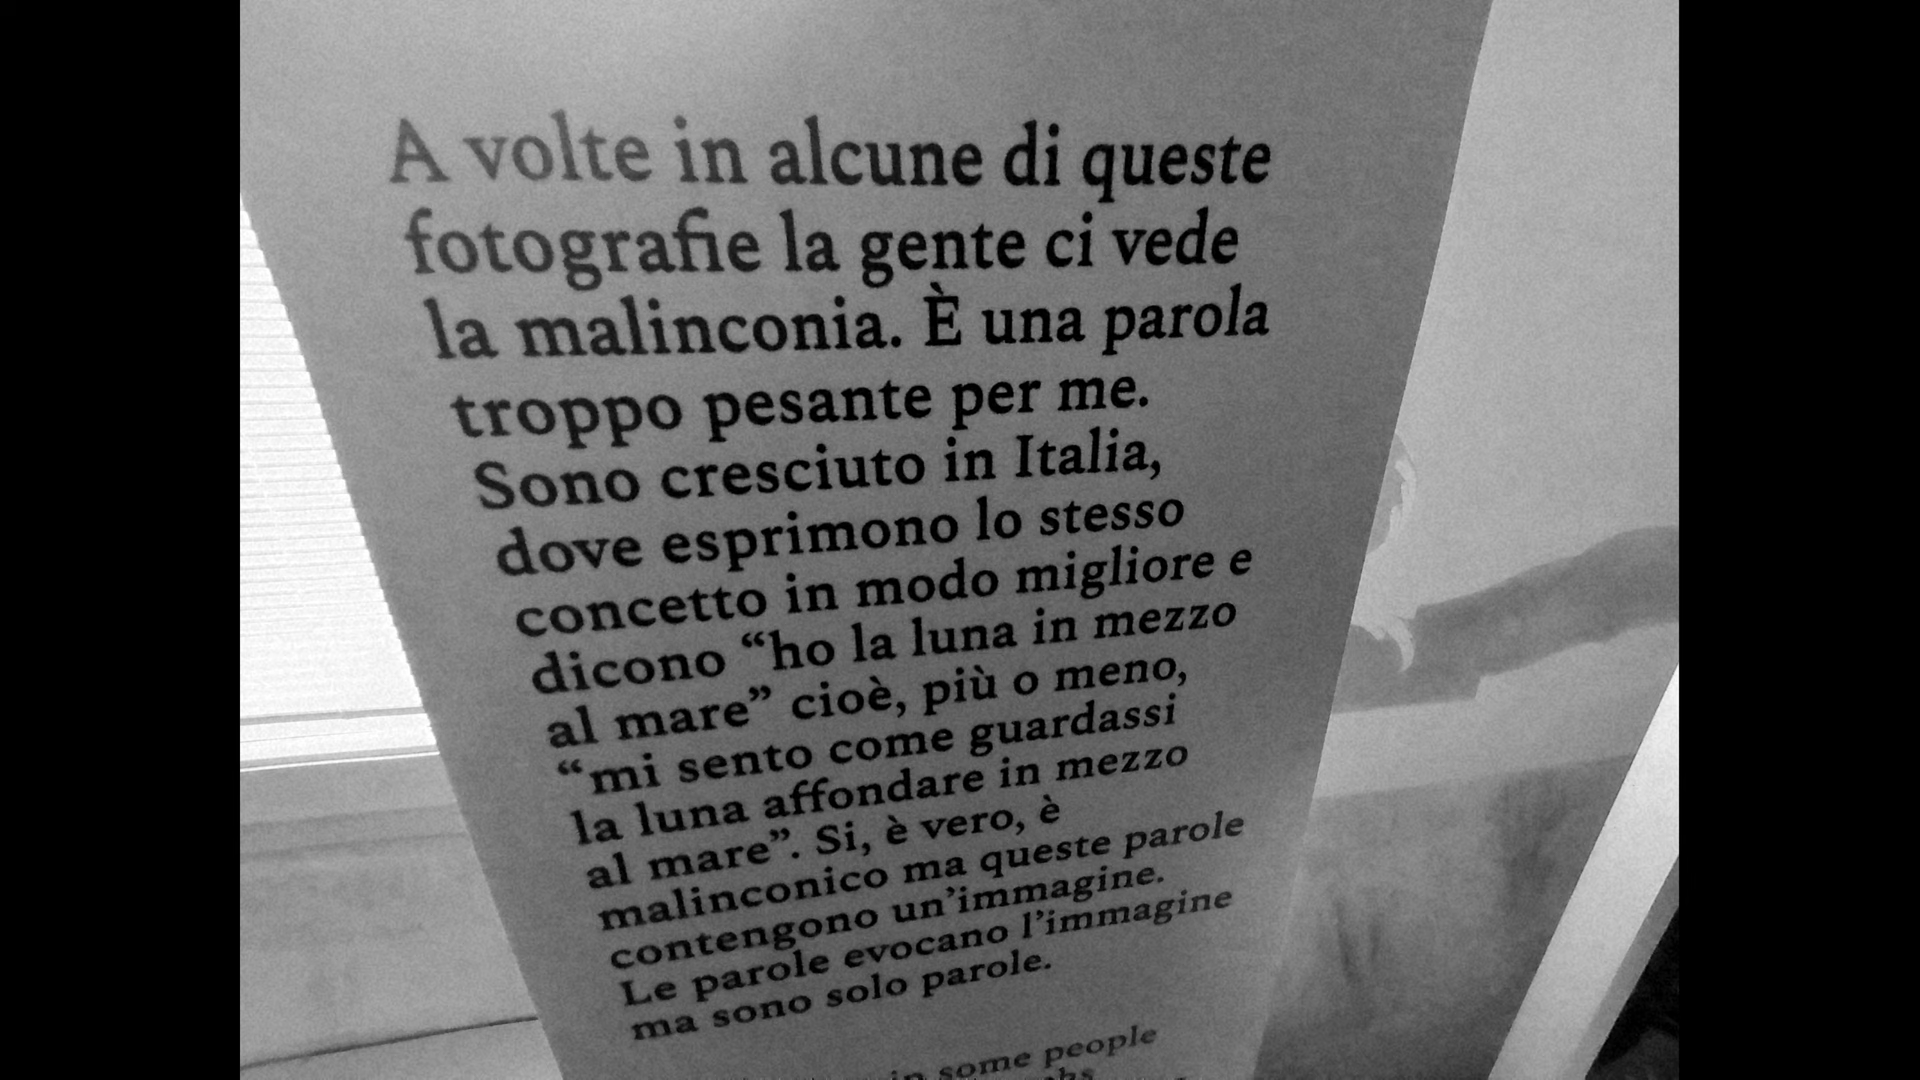 A volte in alcune di queste
fotografie la gente ci vede
la malinconia. È una parola
troppo pesante per me.
Sono cresciuto in Italia,
dove esprimono lo stesso
concetto in modo migliore e
dicono “ho la luna in mezzo
al mare” cioè, più o meno,
“mi sento come guardassi
la luna affondare in mezzo
al mare”. Si, è vero, è
malinconico ma queste parole
contengono un’immagine.
Le parole evocano l’immagine
ma sono solo parole.
in some people